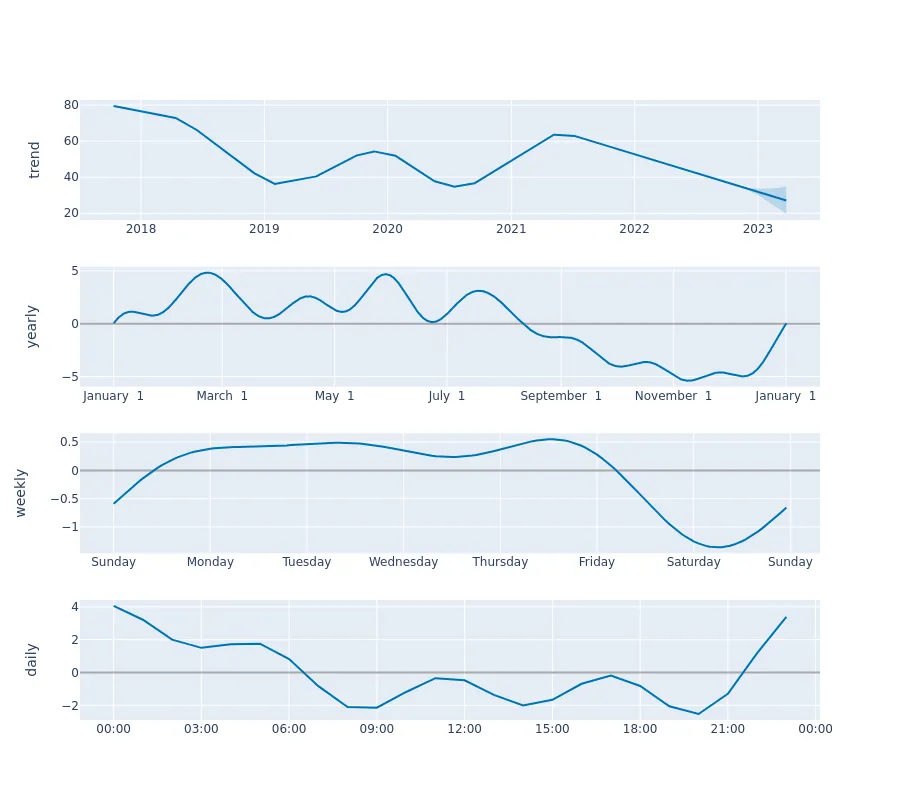 trend
80
60
40
20
2018 2019 2020 2021 2022 2023
yearly
5
0
−5
January 1 March 1 May 1 July 1 September 1 November 1 January 1
weekly
0.5
0
−0.5
−1
Sunday Monday Tuesday Wednesday Thursday Friday Saturday Sunday
daily
4
2
0
−2
00:00 03:00 06:00 09:00 12:00 15:00 18:00 21:00 00:00